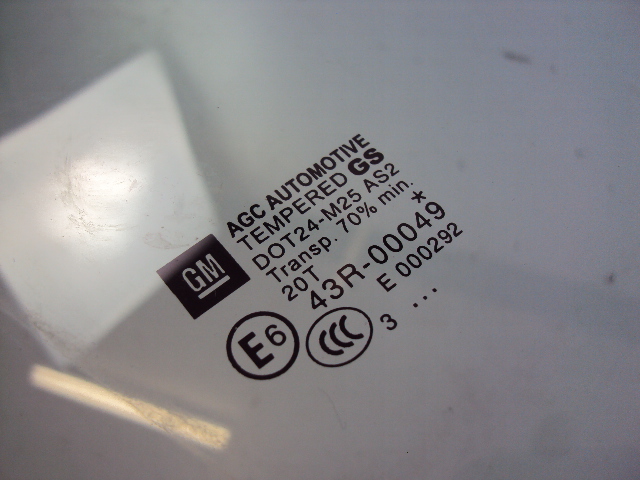 GM
AGC AUTOMOTIVE
TEMPERED GS
DOT24-M25 AS2
Transp. 70% min.
20T *
43R-00049
E 000292
E6 CCC 3 ...